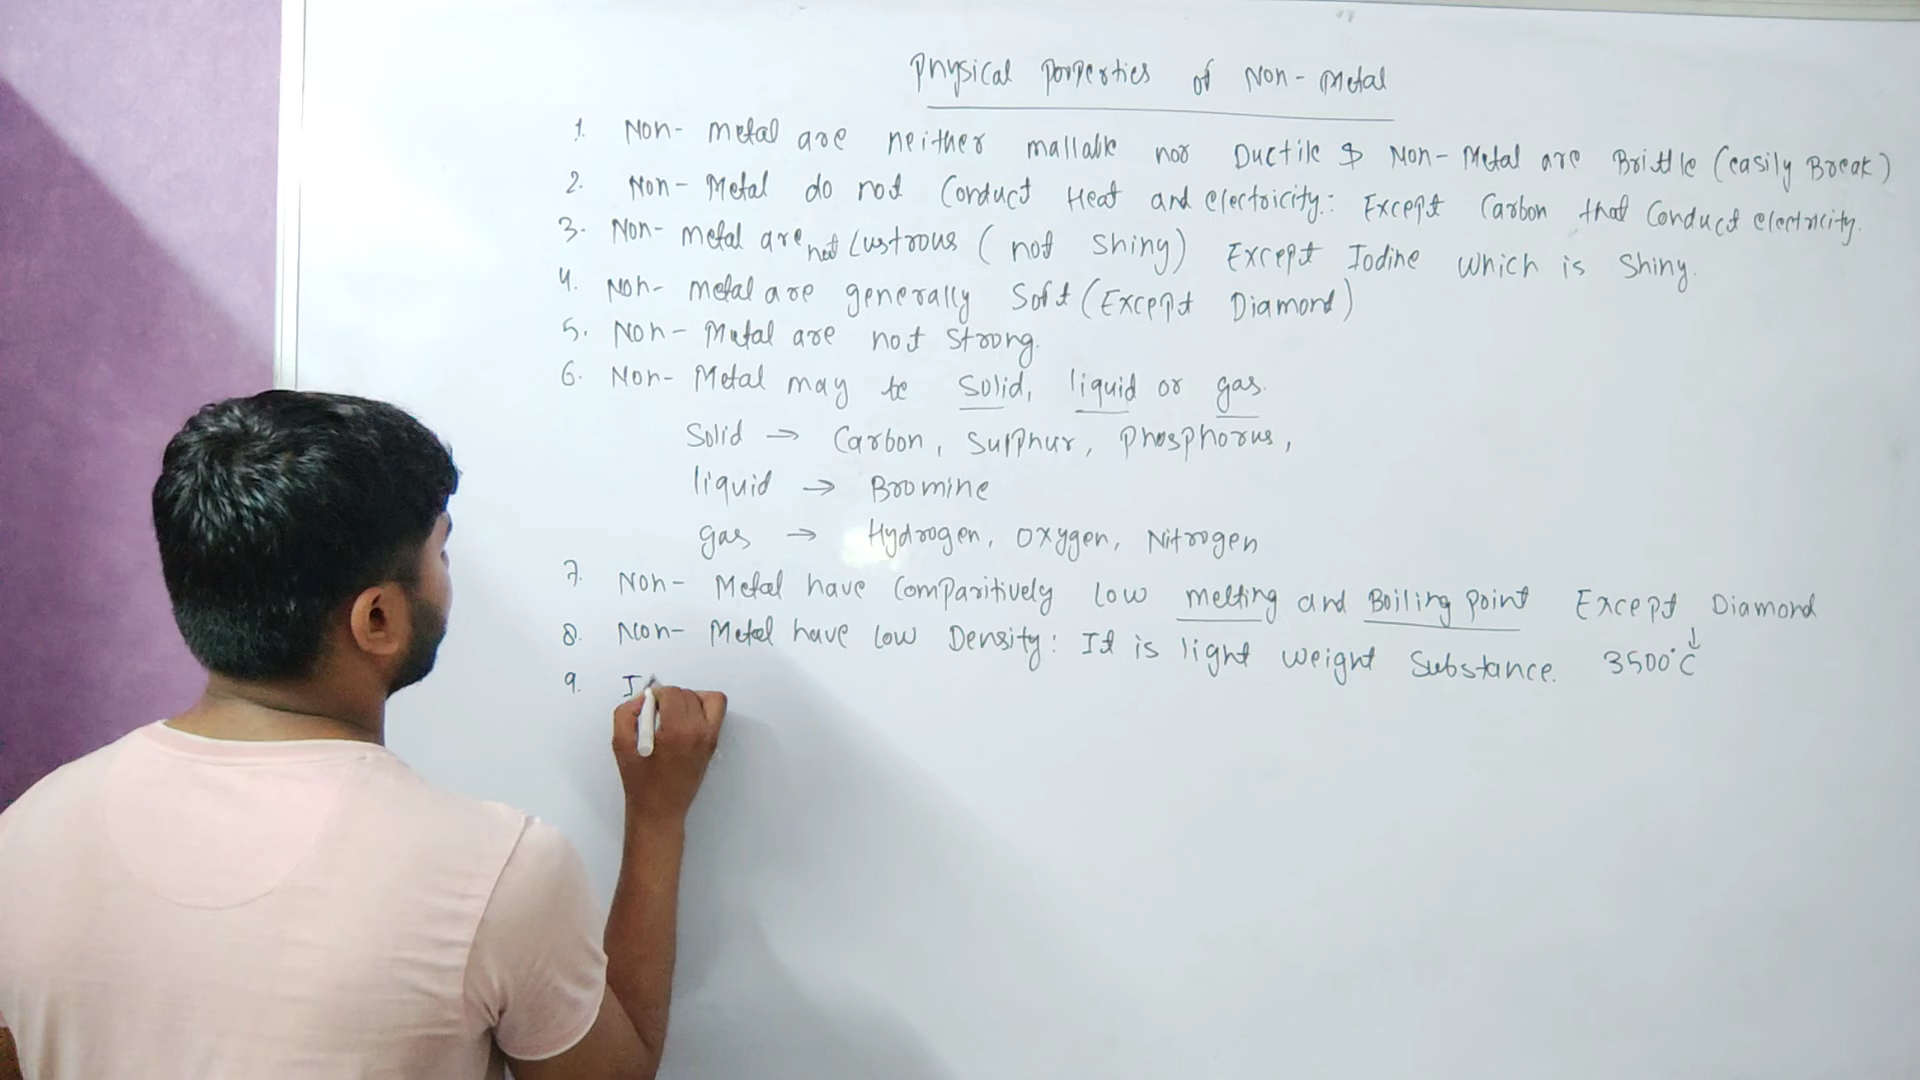 Physical Porperties of Non-Metal
1. Non-metal are neither mallable nor Ductile $ Non-Metal are Brittle (easily Break)
2. Non-Metal do not Conduct Heat and electricity: Except Carbon that Conduct electricity.
3. Non-metal are not Lustrous (not Shiny) Except Iodine which is Shiny.
4. Non-metal are generally Soft (Except Diamond)
5. Non-Metal are not Strong.
6. Non-Metal may be Solid, liquid or gas.
Solid → Carbon, Sulphur, Phosphorus,
liquid → Bromine
gas → Hydrogen, Oxygen, Nitrogen
7. Non-Metal have Comparitively Low melting and Boiling point Except Diamond
↓
8. Non-Metal have Low Density: It is light weight Substance. 3500°C
9.